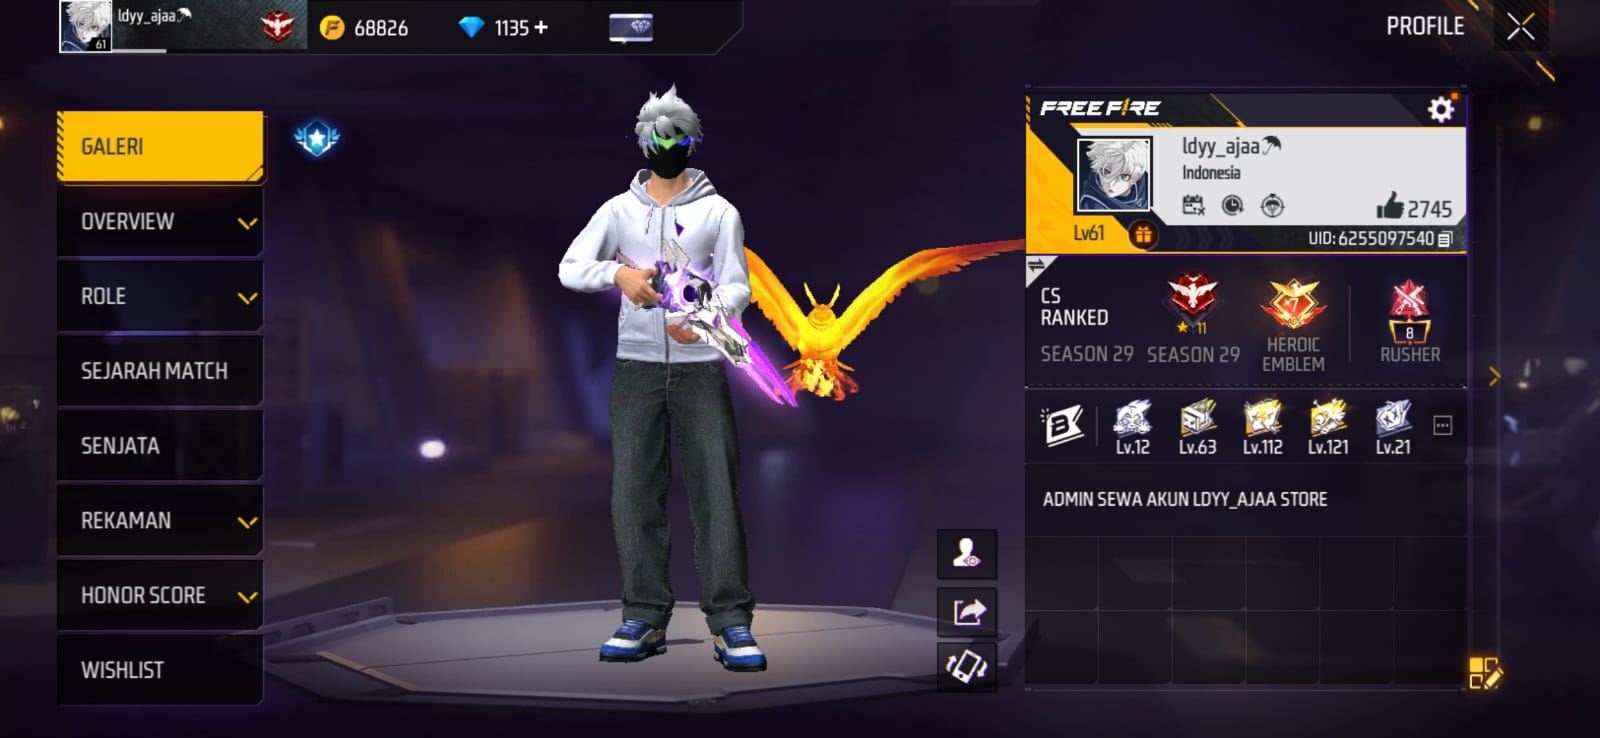 ldyy_ajaa
61
68826
1135 +
PROFILE
GALERI
OVERVIEW
ROLE
SEJARAH MATCH
SENJATA
REKAMAN
HONOR SCORE
WISHLIST
FREE FIRE
ldyy_ajaa
Indonesia
2745
Lv61
UID: 6255097540
CS
RANKED
SEASON 29
11
SEASON 29
7
HEROIC
EMBLEM
8
RUSHER
B
Lv.12
Lv.63
Lv.112
Lv.121
Lv.21
ADMIN SEWA AKUN LDYY_AJAA STORE